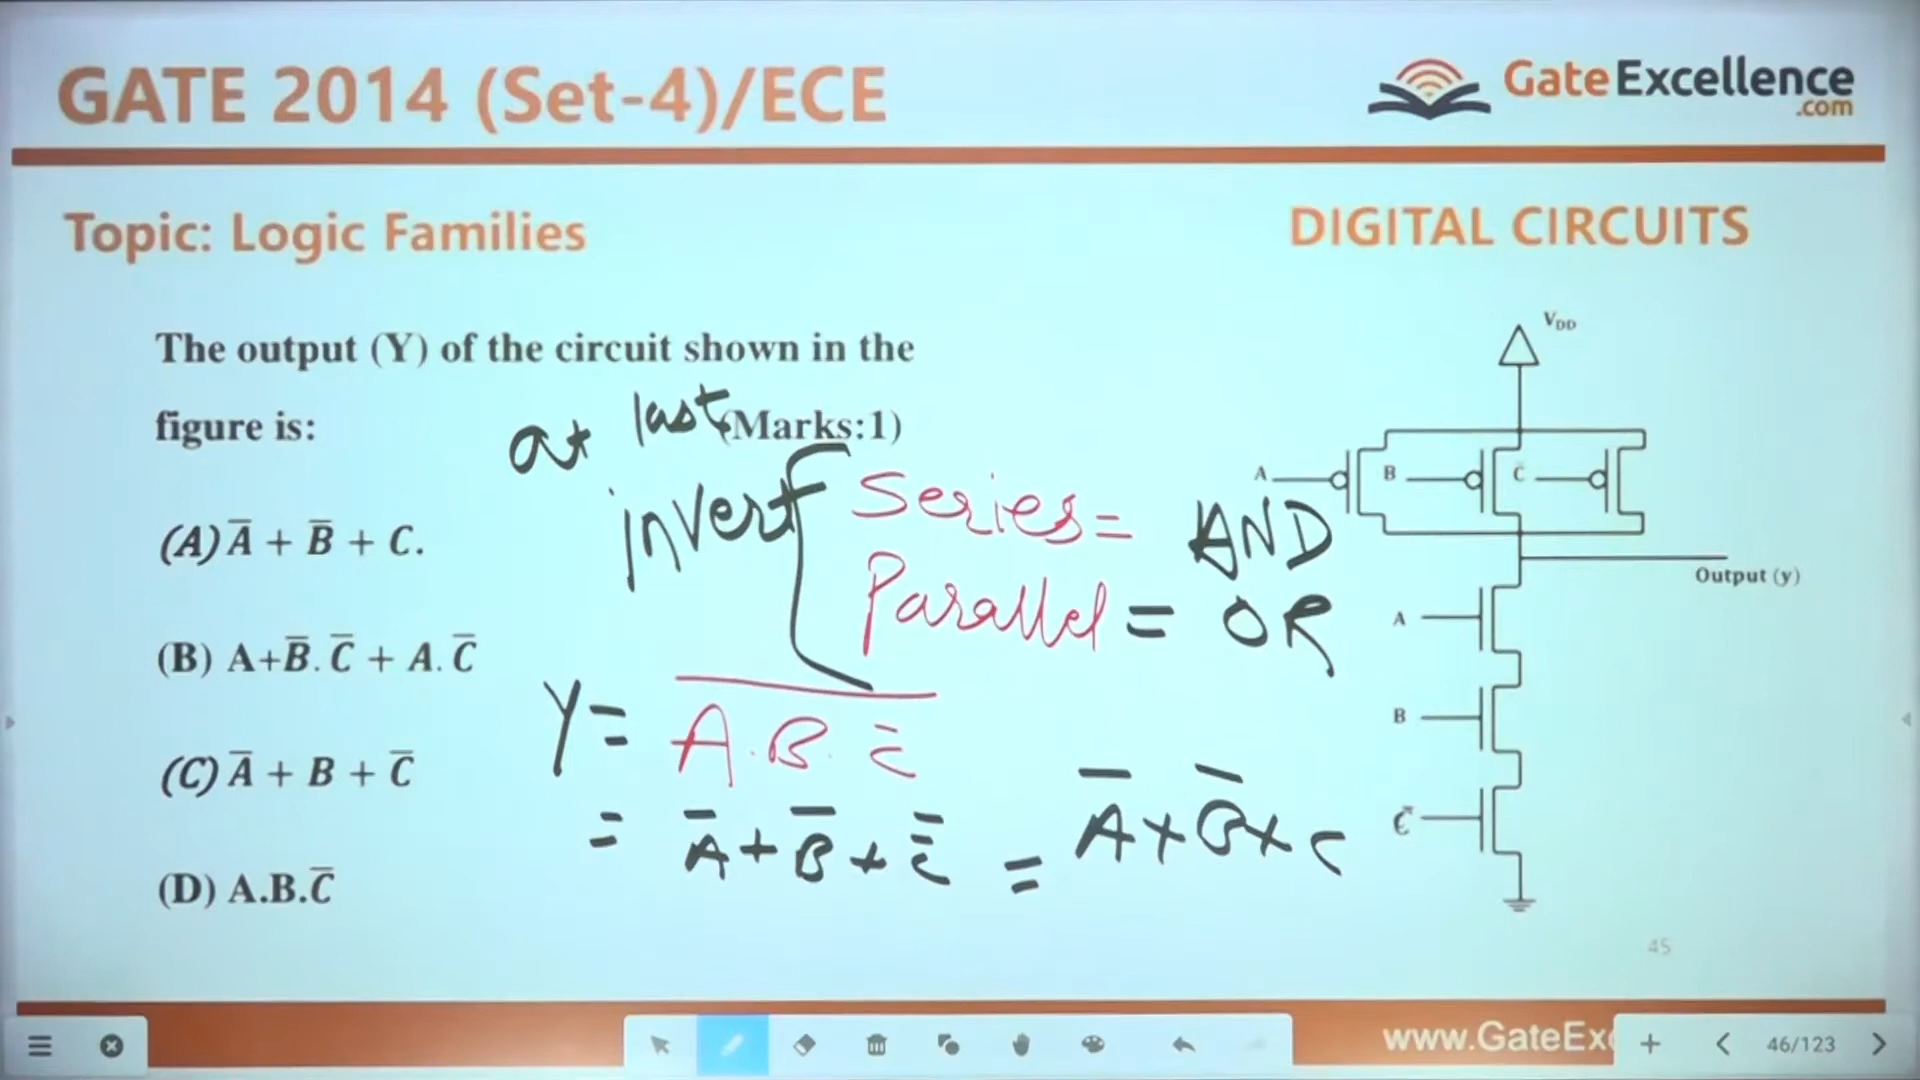 GATE 2014 (Set-4)/ECE
GateExcellence
.com
Topic: Logic Families
DIGITAL CIRCUITS
The output (Y) of the circuit shown in the
figure is:
(Marks:1)
at last
invert
Series = AND
Parallel = OR
(A) A̅ + B̅ + C.
(B) A+B̅. C̅ + A. C̅
(C) A̅ + B + C̅
(D) A.B.C̅
Y = \overline{A.B.C̅}
= A̅ + B̅ + C̿ = A̅ + B̅ + C
V_DD
A
B
C̅
Output (y)
A
B
C̅
45
www.GateEx
46/123